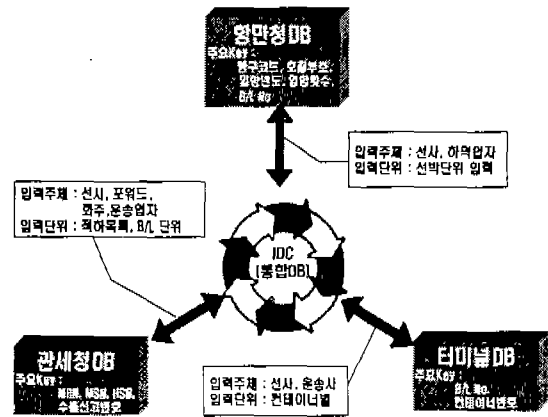 항만청 DB
주요Key :
항구코드, 호출부호,
입항년도, 입항횟수,
B/L No
입력주체 : 선사, 하역업자
입력단위 : 선박단위 입력
입력주체 : 선사, 포워드,
화주,운송업자
입력단위 : 적하목록, B/L 단위
IDC
(통합DB)
관세청 DB
주요Key :
MRN, MSN, HSN,
수출신고번호
입력주체 : 선사, 운송사
입력단위 : 컨테이너별
터미널 DB
주요Key :
B/L No,
컨테이너번호